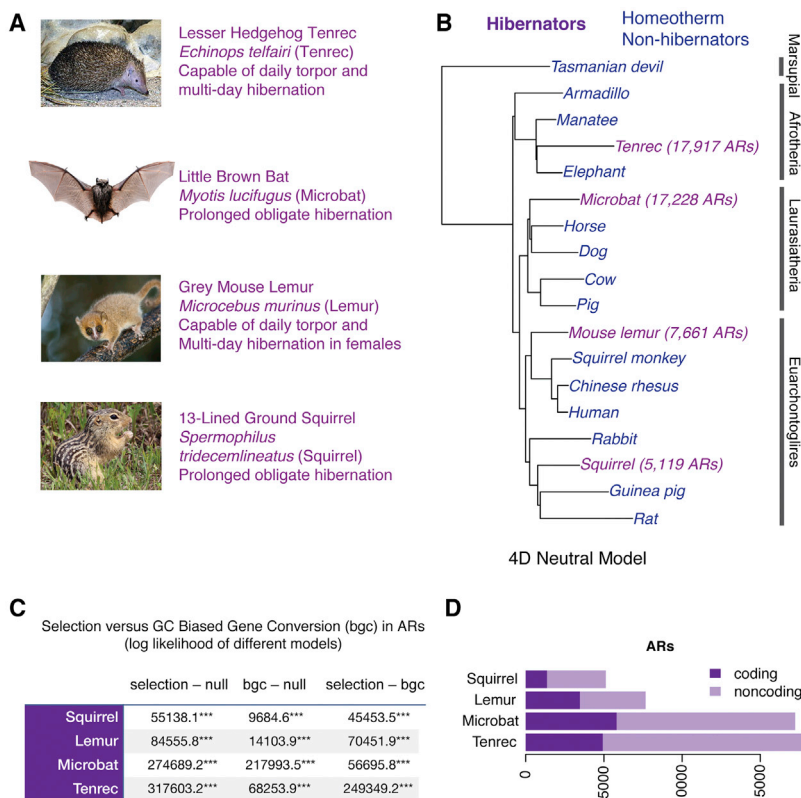 A
Lesser Hedgehog Tenrec
Echinops telfairi (Tenrec)
Capable of daily torpor and
multi-day hibernation
Little Brown Bat
Myotis lucifugus (Microbat)
Prolonged obligate hibernation
Grey Mouse Lemur
Microcebus murinus (Lemur)
Capable of daily torpor and
Multi-day hibernation in females
13-Lined Ground Squirrel
Spermophilus
tridecemlineatus (Squirrel)
Prolonged obligate hibernation
B
Hibernators
Homeotherm
Non-hibernators
Tasmanian devil
Armadillo
Manatee
Tenrec (17,917 ARs)
Elephant
Microbat (17,228 ARs)
Horse
Dog
Cow
Pig
Mouse lemur (7,661 ARs)
Squirrel monkey
Chinese rhesus
Human
Rabbit
Squirrel (5,119 ARs)
Guinea pig
Rat
Marsupial
Afrotheria
Laurasiatheria
Euarchontoglires
4D Neutral Model
C
Selection versus GC Biased Gene Conversion (bgc) in ARs
(log likelihood of different models)
selection – null bgc – null selection – bgc
Squirrel 55138.1*** 9684.6*** 45453.5***
Lemur 84555.8*** 14103.9*** 70451.9***
Microbat 274689.2*** 217993.5*** 56695.8***
Tenrec 317603.2*** 68253.9*** 249349.2***
D
ARs
coding
noncoding
Squirrel
Lemur
Microbat
Tenrec
0
5000